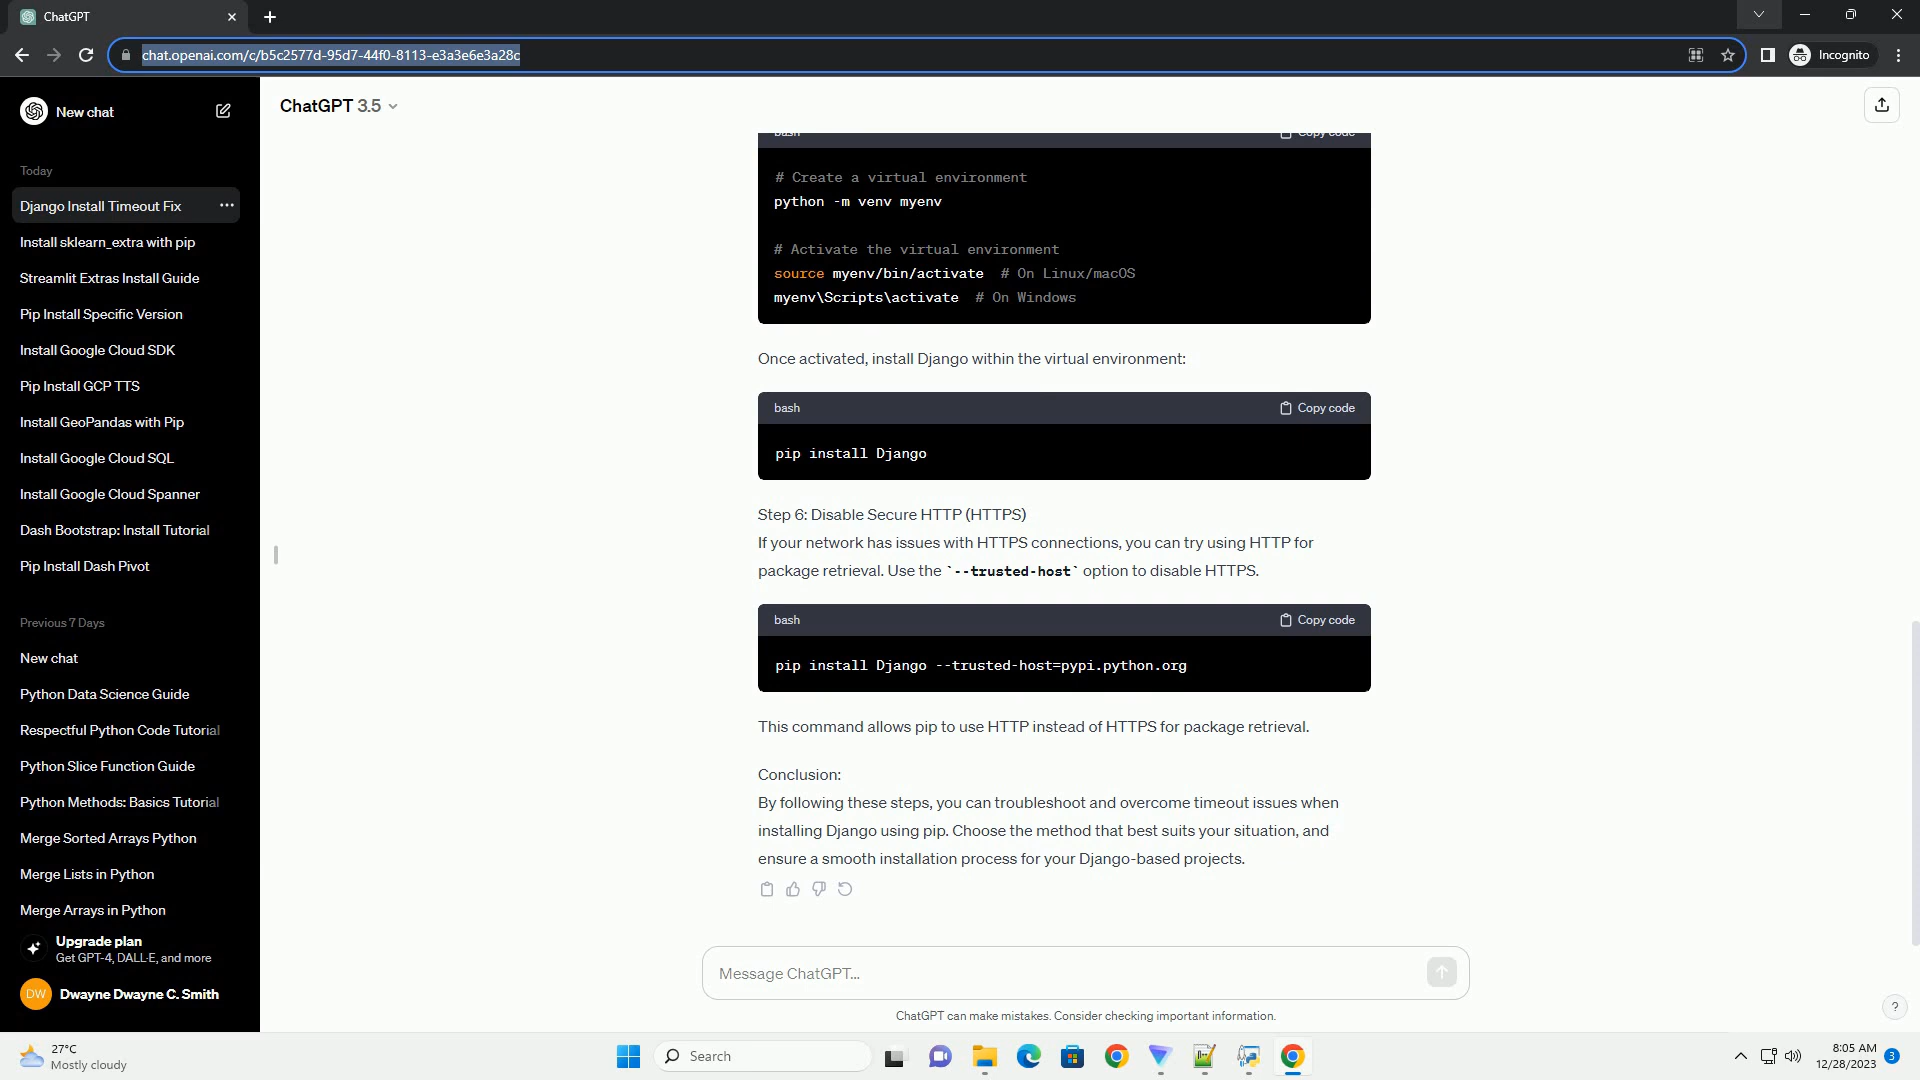 ChatGPT
chat.openai.com/c/b5c2577d-95d7-44f0-8113-e3a3e6e3a28c
Incognito
New chat
Today
Django Install Timeout Fix
Install sklearn_extra with pip
Streamlit Extras Install Guide
Pip Install Specific Version
Install Google Cloud SDK
Pip Install GCP TTS
Install GeoPandas with Pip
Install Google Cloud SQL
Install Google Cloud Spanner
Dash Bootstrap: Install Tutorial
Pip Install Dash Pivot
Previous 7 Days
New chat
Python Data Science Guide
Respectful Python Code Tutorial
Python Slice Function Guide
Python Methods: Basics Tutorial
Merge Sorted Arrays Python
Merge Lists in Python
Merge Arrays in Python
Upgrade plan
Get GPT-4, DALL·E, and more
DW Dwayne Dwayne C. Smith
ChatGPT 3.5
bash Copy code
# Create a virtual environment
python -m venv myenv
# Activate the virtual environment
source myenv/bin/activate  # On Linux/macOS
myenv\Scripts\activate  # On Windows
Once activated, install Django within the virtual environment:
bash Copy code
pip install Django
Step 6: Disable Secure HTTP (HTTPS)
If your network has issues with HTTPS connections, you can try using HTTP for
package retrieval. Use the `--trusted-host` option to disable HTTPS.
bash Copy code
pip install Django --trusted-host=pypi.python.org
This command allows pip to use HTTP instead of HTTPS for package retrieval.
Conclusion:
By following these steps, you can troubleshoot and overcome timeout issues when
installing Django using pip. Choose the method that best suits your situation, and
ensure a smooth installation process for your Django-based projects.
Message ChatGPT...
ChatGPT can make mistakes. Consider checking important information.
?
27°C
Mostly cloudy
Search
8:05 AM
12/28/2023
3